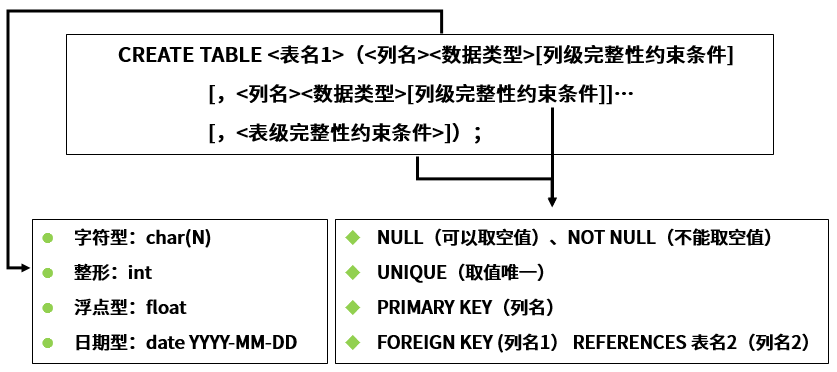 CREATE TABLE <表名1>（<列名><数据类型>[列级完整性约束条件]
[，<列名><数据类型>[列级完整性约束条件]]…
[，<表级完整性约束条件>]）；
字符型：char(N)
整形：int
浮点型：float
日期型：date YYYY-MM-DD
NULL（可以取空值）、NOT NULL（不能取空值）
UNIQUE（取值唯一）
PRIMARY KEY（列名）
FOREIGN KEY (列名1） REFERENCES 表名2（列名2）